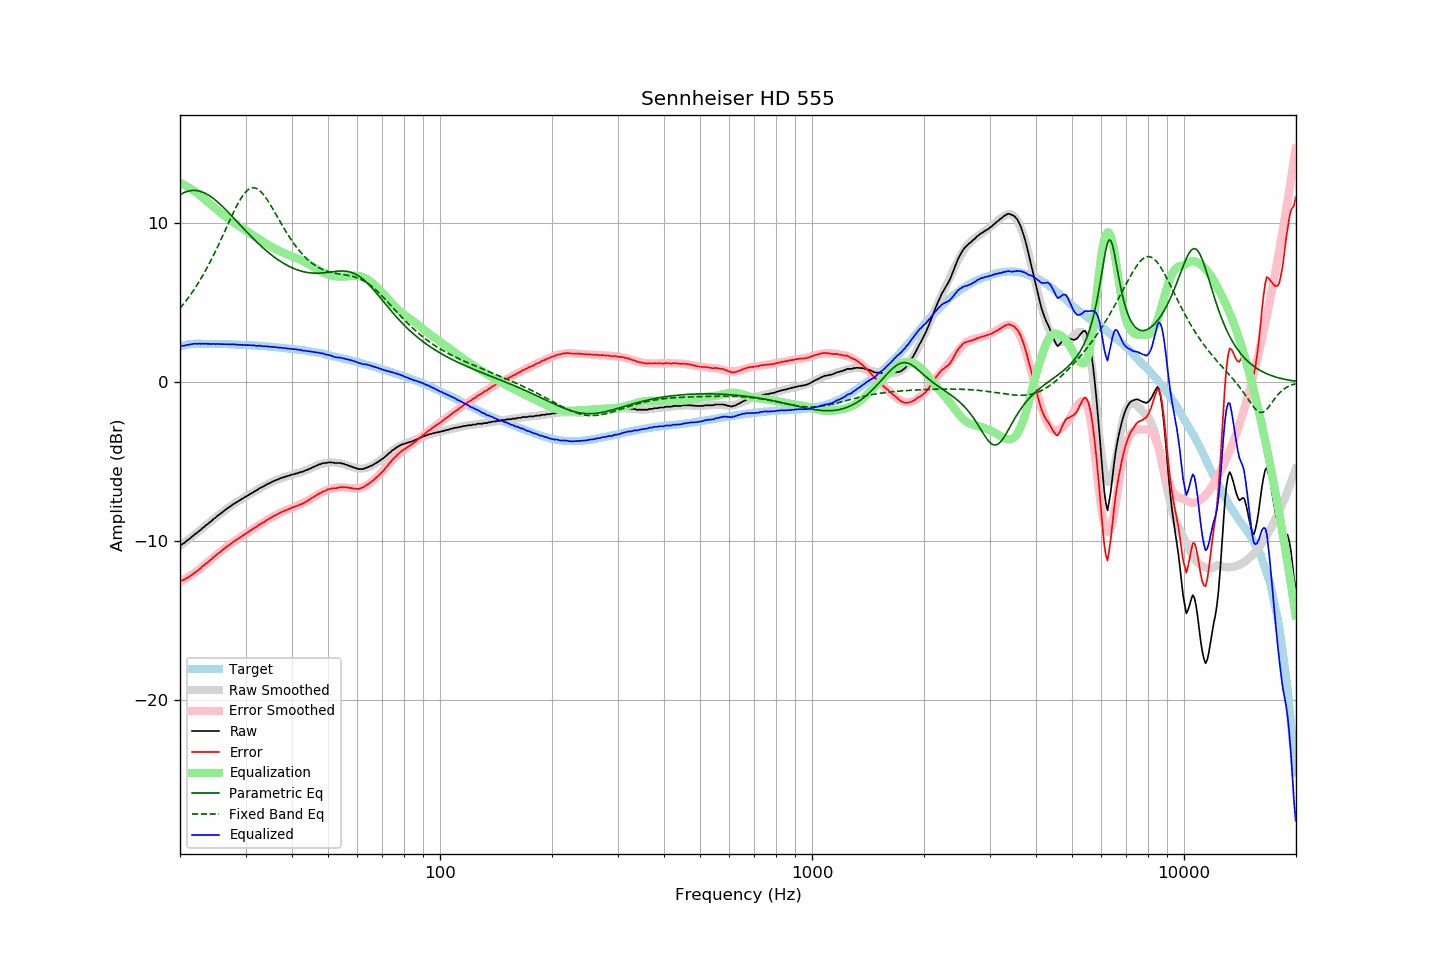 Sennheiser HD 555
Amplitude (dBr)
10
0
−10
−20
Target
Raw Smoothed
Error Smoothed
Raw
Error
Equalization
Parametric Eq
Fixed Band Eq
Equalized
100 1000 10000
Frequency (Hz)